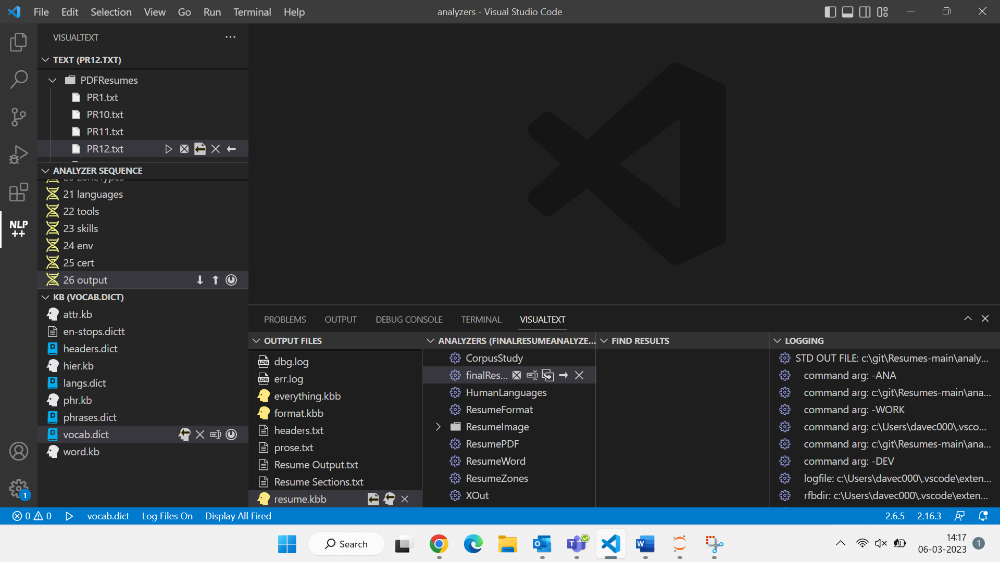 File Edit Selection View Go Run Terminal Help
analyzers - Visual Studio Code
VISUALTEXT
TEXT (PR12.TXT)
PDFResumes
PR1.txt
PR10.txt
PR11.txt
PR12.txt
ANALYZER SEQUENCE
20 zoneTypes
21 languages
22 tools
23 skills
24 env
25 cert
26 output
NLP
++
KB (VOCAB.DICT)
attr.kb
en-stops.dictt
headers.dict
hier.kb
langs.dict
phr.kb
phrases.dict
vocab.dict
word.kb
1
PROBLEMS OUTPUT DEBUG CONSOLE TERMINAL VISUALTEXT
OUTPUT FILES
dbg.log
err.log
everything.kbb
format.kbb
headers.txt
prose.txt
Resume Output.txt
Resume Sections.txt
resume.kbb
ANALYZERS (FINALRESUMEANALYZE...
CorpusStudy
finalRes...
HumanLanguages
ResumeFormat
ResumeImage
ResumePDF
ResumeWord
ResumeZones
XOut
FIND RESULTS
LOGGING
STD OUT FILE: c:\git\Resumes-main\analy...
command arg: -ANA
command arg: c:\git\Resumes-main\ana...
command arg: -WORK
command arg: c:\Users\davec000\.vsco...
command arg: c:\git\Resumes-main\ana...
command arg: -DEV
logfile: c:\Users\davec000\.vscode\exten...
rfbdir: c:\Users\davec000\.vscode\exten...
0 0 vocab.dict Log Files On Display All Fired 2.6.5 2.16.3
Search
14:17
06-03-2023
1